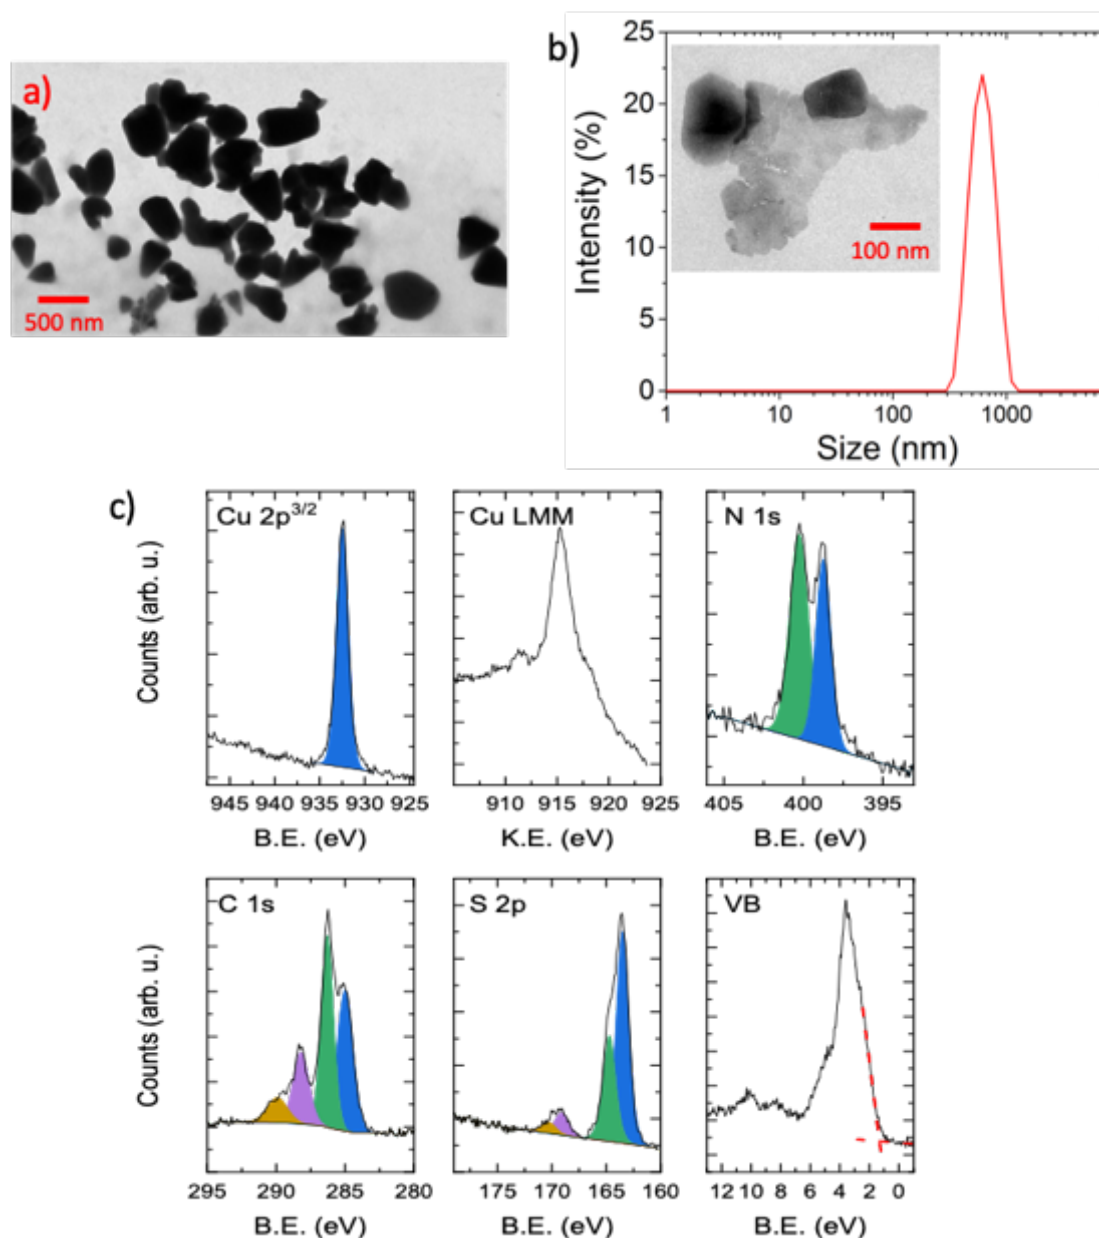 a)
500 nm
b)
25
20
15
10
5
0
Intensity (%)
100 nm
1 10 100 1000
Size (nm)
c)
Counts (arb. u.)
Cu 2p3/2
945 940 935 930 925
B.E. (eV)
Cu LMM
910 915 920 925
K.E. (eV)
N 1s
405 400 395
B.E. (eV)
Counts (arb. u.)
C 1s
295 290 285 280
B.E. (eV)
S 2p
175 170 165 160
B.E. (eV)
VB
12 10 8 6 4 2 0
B.E. (eV)